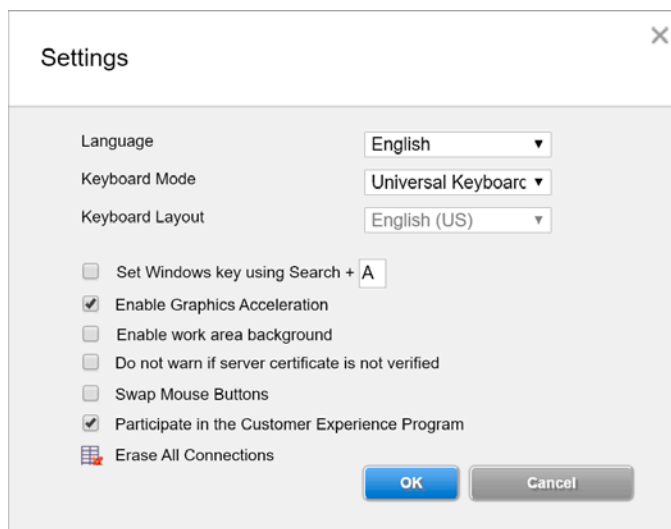 Settings
Language English
Keyboard Mode Universal Keyboarc
Keyboard Layout English (US)
Set Windows key using Search + A
Enable Graphics Acceleration
Enable work area background
Do not warn if server certificate is not verified
Swap Mouse Buttons
Participate in the Customer Experience Program
Erase All Connections
OK Cancel